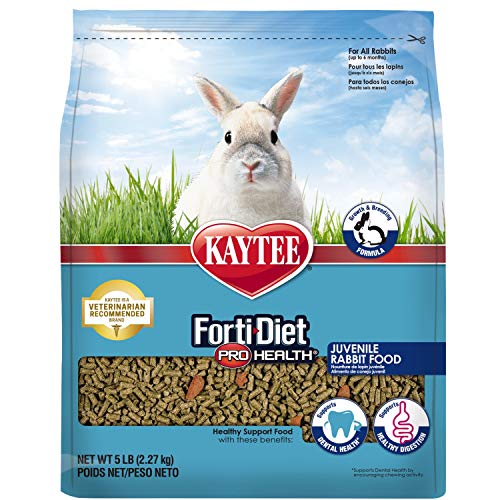 For All Rabbits
(up to 6 months)
Pour tous les lapins
(jusqu'à six mois)
Para todos los conejos
(hasta seis meses)
Growth & Breeding
FORMULA
KAYTEE
KAYTEE IS A
VETERINARIAN
RECOMMENDED
BRAND
Forti-Diet
PRO HEALTH®
JUVENILE
RABBIT FOOD
Nourriture de lapin juvénile
Alimento de conejo juvenil
Healthy Support Food
with these benefits:
Supports
DENTAL HEALTH*
Supports
HEALTHY DIGESTION
NET WT 5 LB (2.27kg)
POIDS NET/PESO NETO
*Supports Dental Health by
encouraging chewing activity